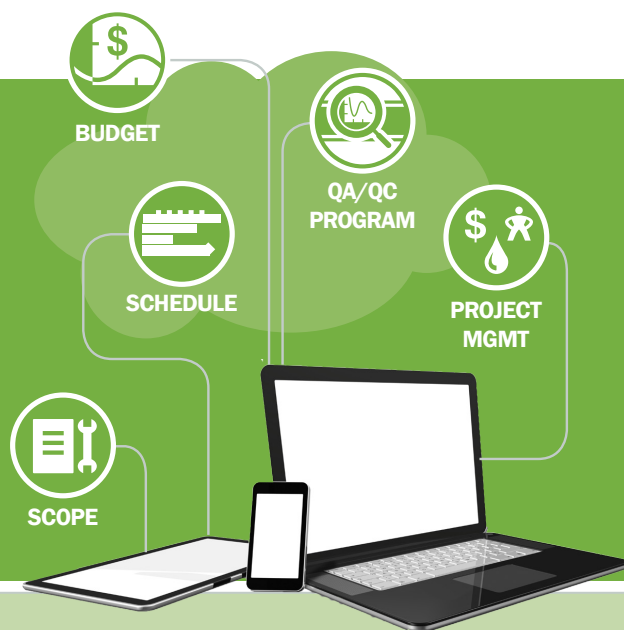 $
BUDGET
QA/QC
PROGRAM
SCHEDULE
$
PROJECT
MGMT
SCOPE